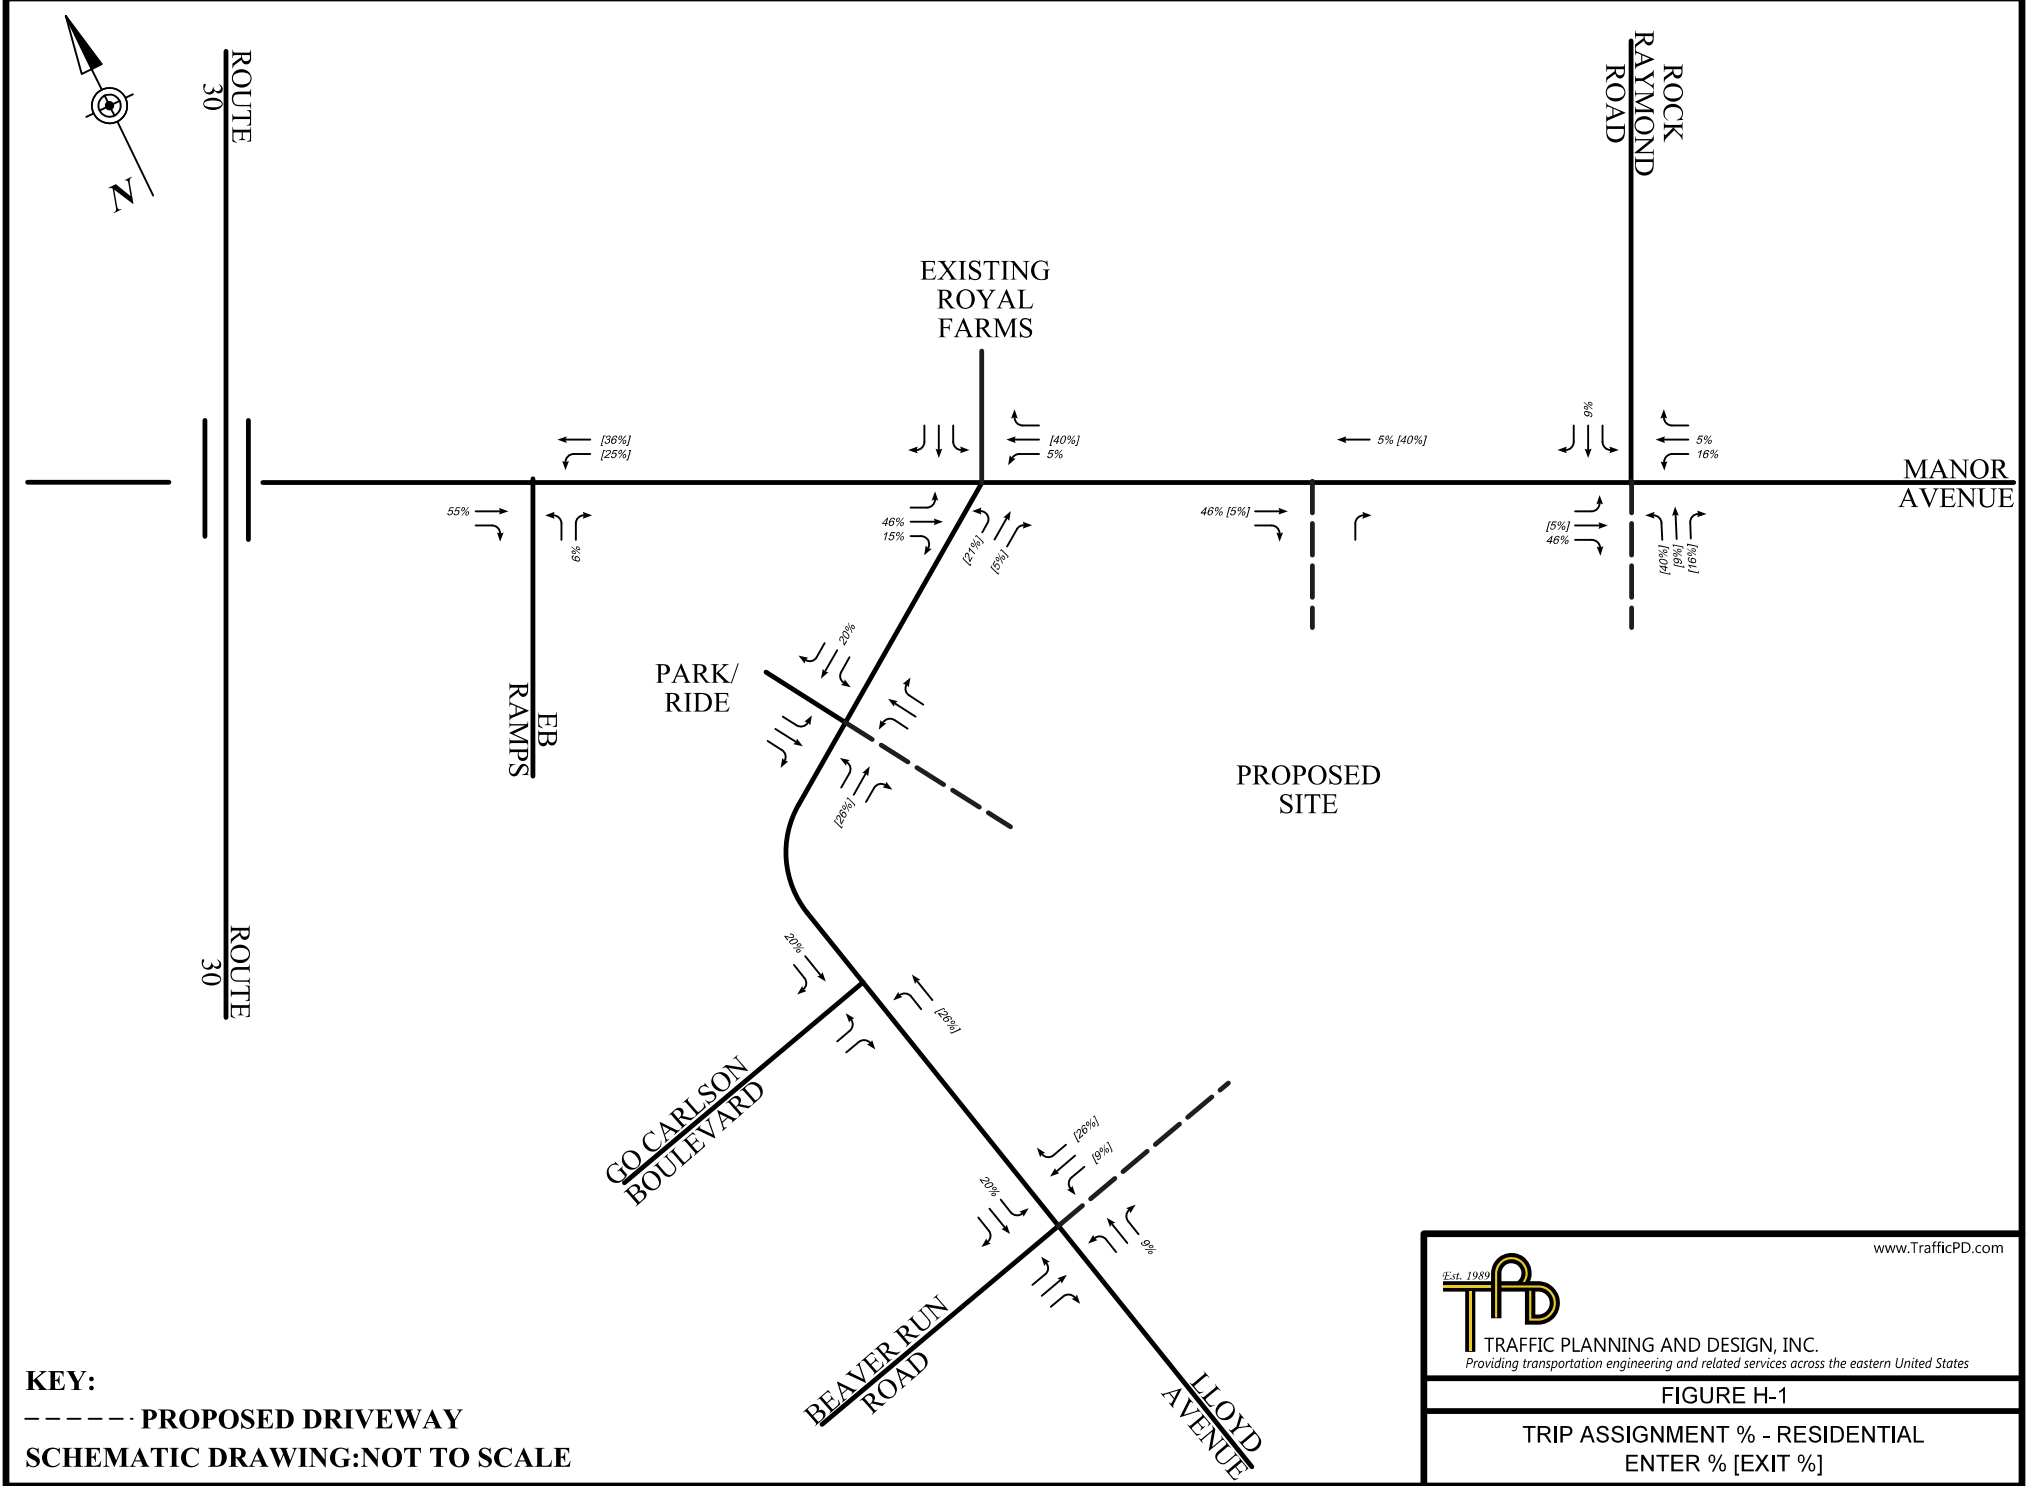 ROUTE
30
N
ROCK
RAYMOND
ROAD
EXISTING
ROYAL
FARMS
[36%]
[25%]
[40%]
5%
5% [40%]
9%
5%
16%
MANOR
AVENUE
55%
6%
46%
15%
[21%]
[5%]
46% [5%]
[5%]
46%
[40%]
[9%]
[16%]
20%
PARK/
RIDE
EB
RAMPS
[26%]
PROPOSED
SITE
ROUTE
30
20%
[26%]
GO CARLSON
BOULEVARD
[26%]
[9%]
20%
9%
BEAVER RUN
ROAD
LLOYD
AVENUE
KEY:
PROPOSED DRIVEWAY
SCHEMATIC DRAWING:NOT TO SCALE
www.TrafficPD.com
Est. 1989
TPD
TRAFFIC PLANNING AND DESIGN, INC.
Providing transportation engineering and related services across the eastern United States
FIGURE H-1
TRIP ASSIGNMENT % - RESIDENTIAL
ENTER % [EXIT %]